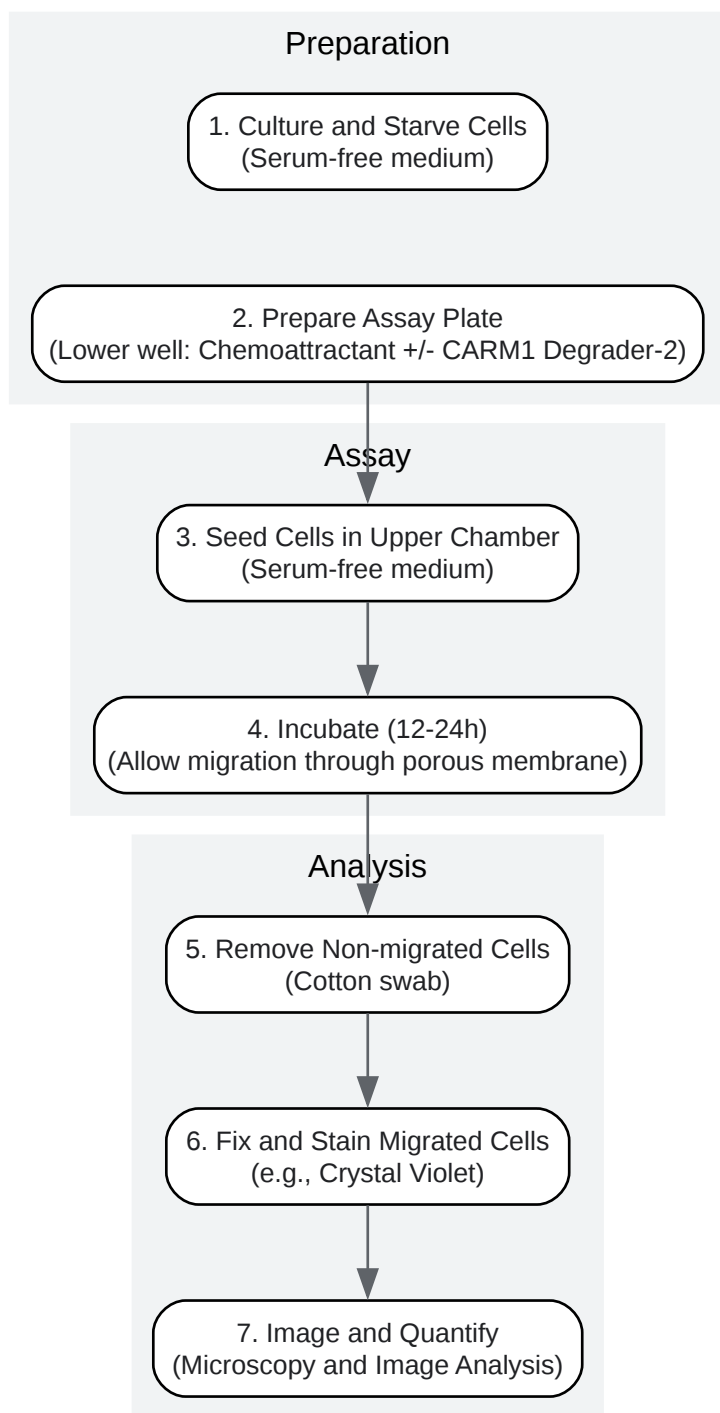 Preparation
1. Culture and Starve Cells
(Serum-free medium)
2. Prepare Assay Plate
(Lower well: Chemoattractant +/- CARM1 Degrader-2)
Assay
3. Seed Cells in Upper Chamber
(Serum-free medium)
4. Incubate (12-24h)
(Allow migration through porous membrane)
Analysis
5. Remove Non-migrated Cells
(Cotton swab)
6. Fix and Stain Migrated Cells
(e.g., Crystal Violet)
7. Image and Quantify
(Microscopy and Image Analysis)